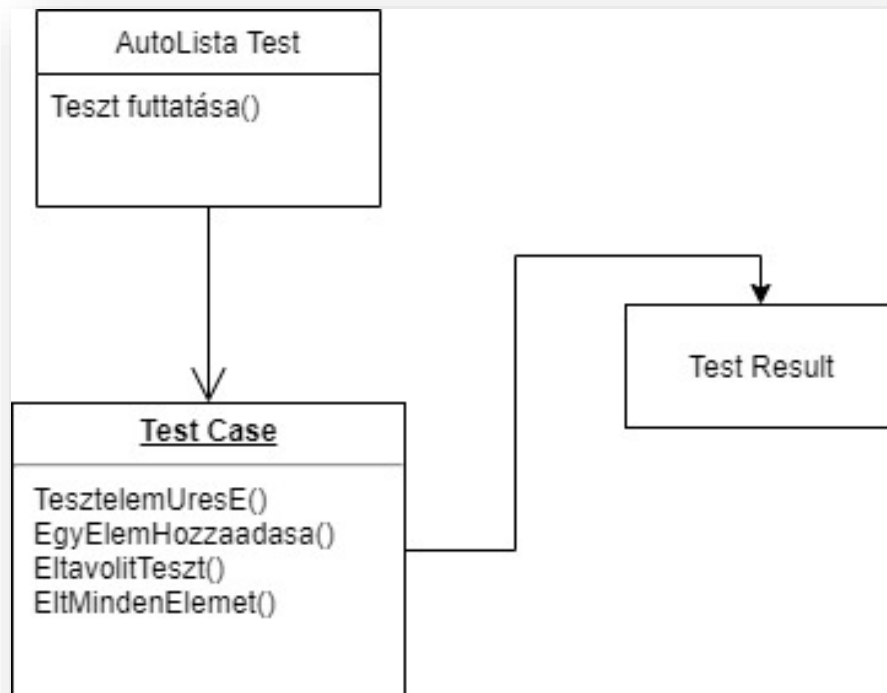 AutoLista Test
Teszt futtatása()
Test Case
TesztelemUresE()
EgyElemHozzaadasa()
EltavolitTeszt()
EltMindenElemet()
Test Result